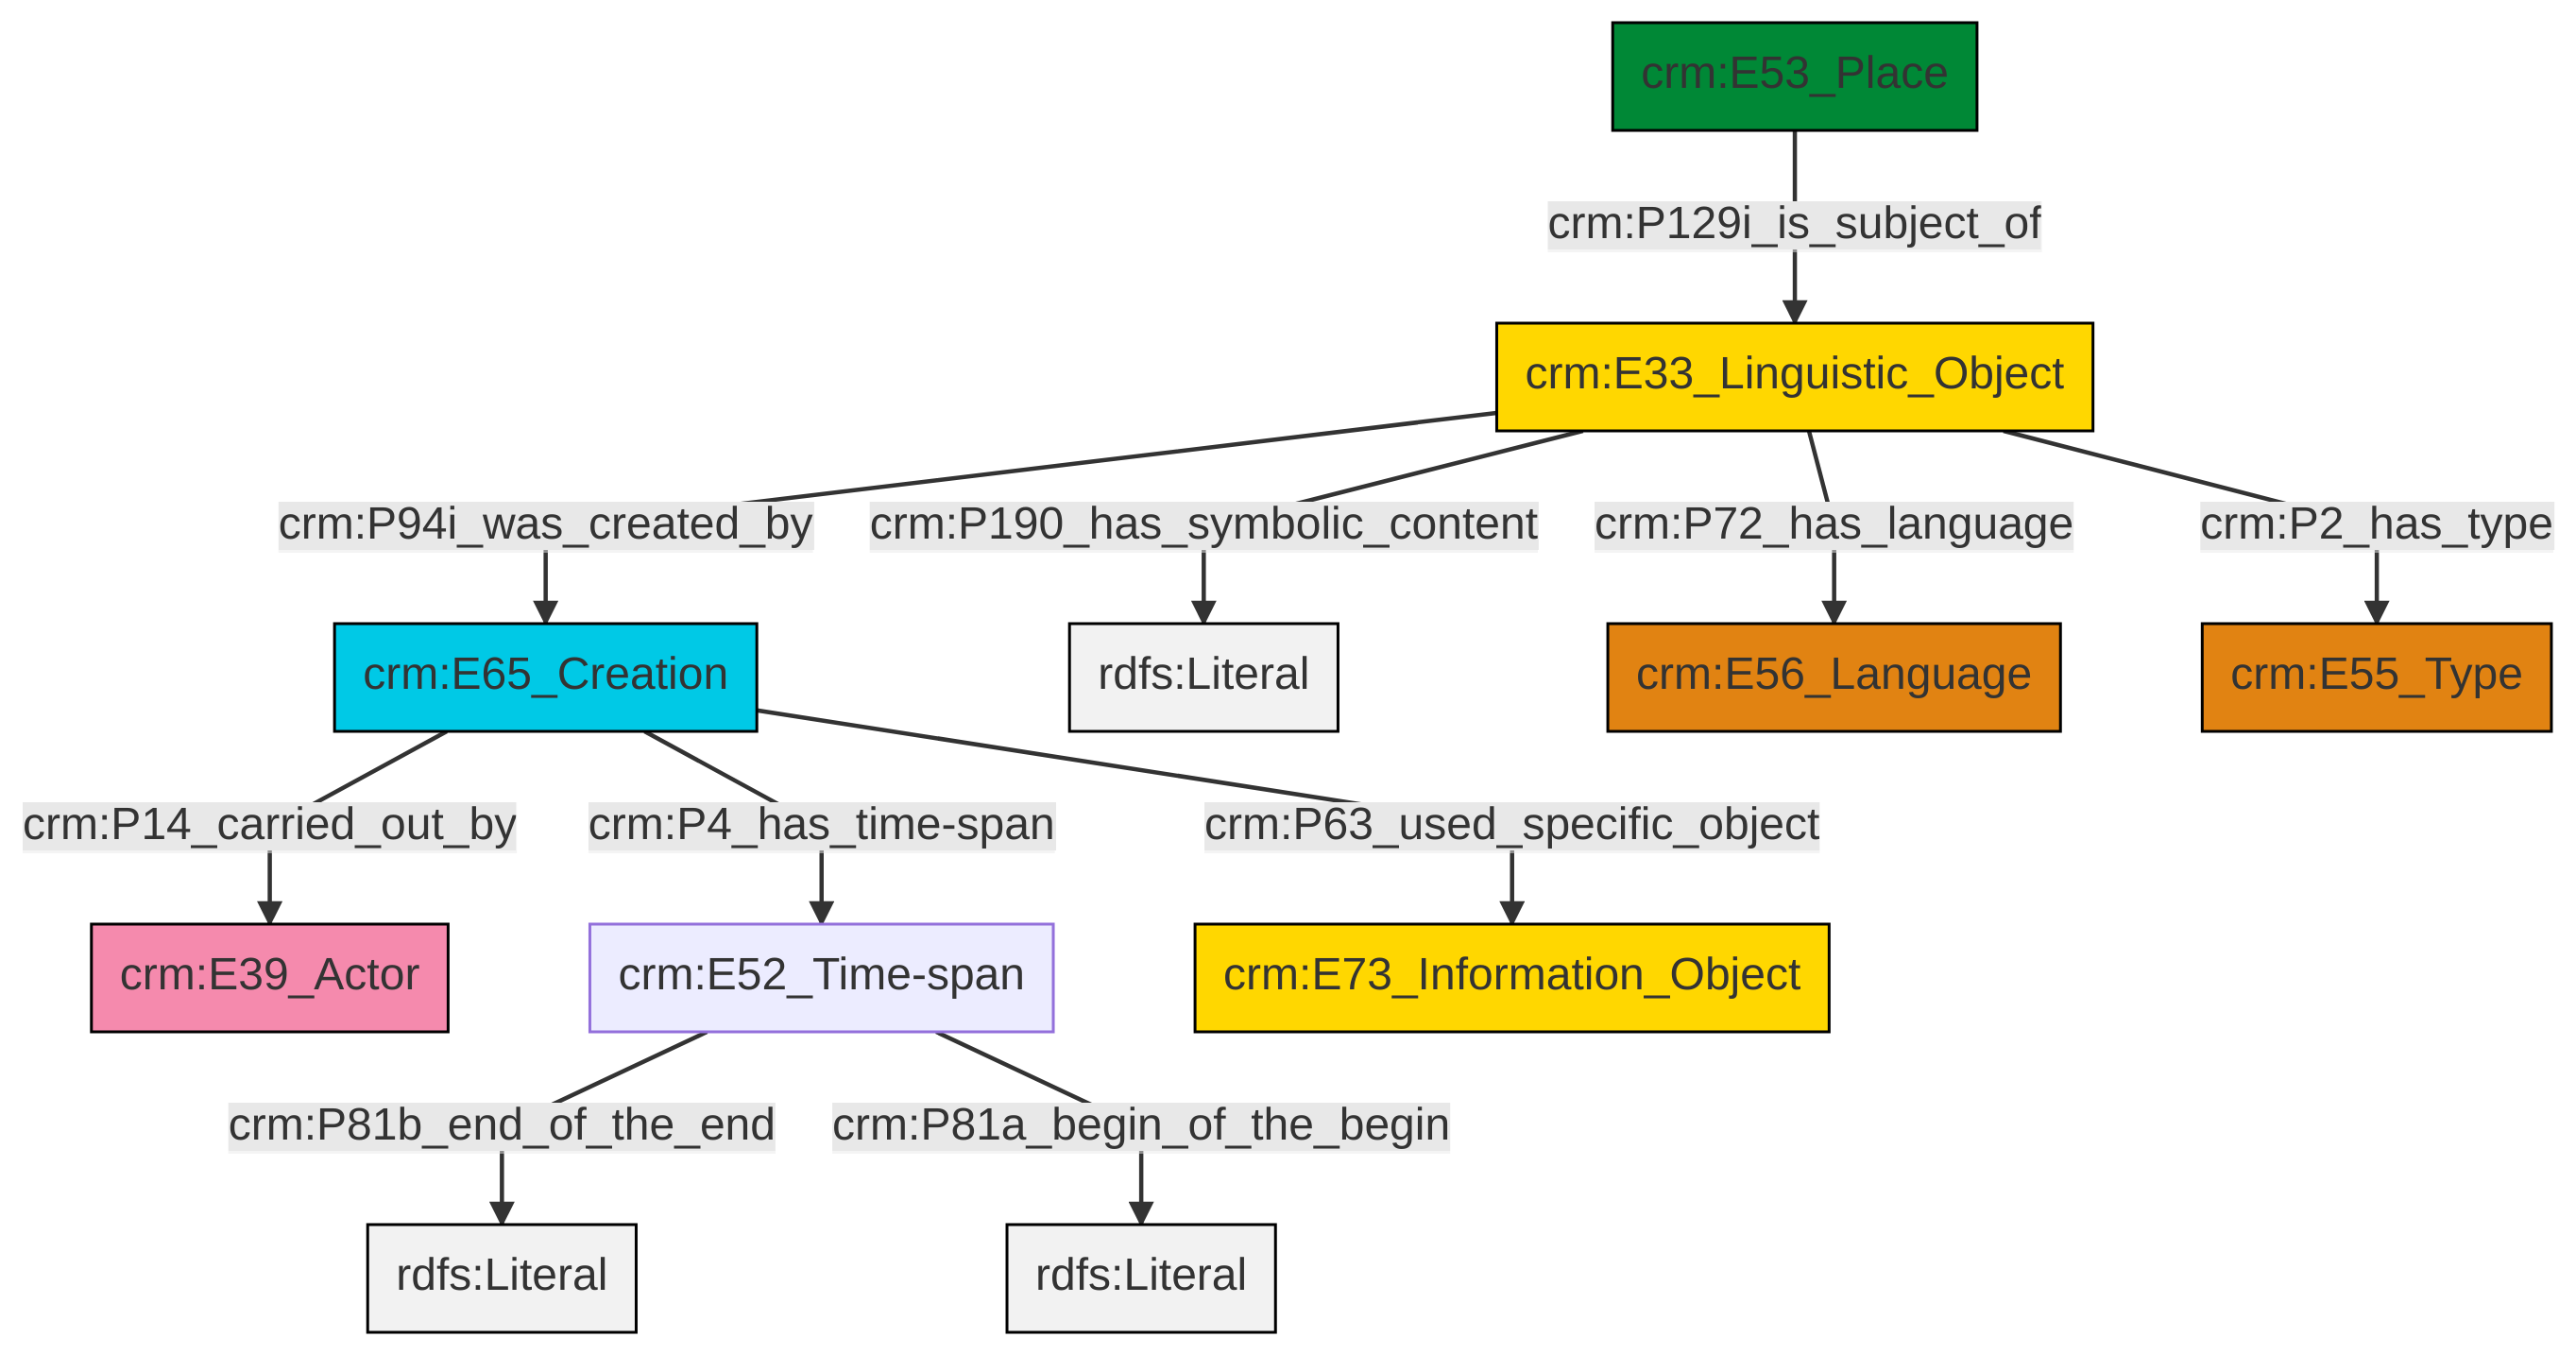 crm:E53_Place
crm:P129i_is_subject_of
crm:E33_Linguistic_Object
crm:P94i_was_created_by
crm:P190_has_symbolic_content
crm:P72_has_language
crm:P2_has_type
crm:E65_Creation
rdfs:Literal
crm:E56_Language
crm:E55_Type
crm:P14_carried_out_by
crm:P4_has_time-span
crm:P63_used_specific_object
crm:E39_Actor
crm:E52_Time-span
crm:E73_Information_Object
crm:P81b_end_of_the_end
crm:P81a_begin_of_the_begin
rdfs:Literal
rdfs:Literal